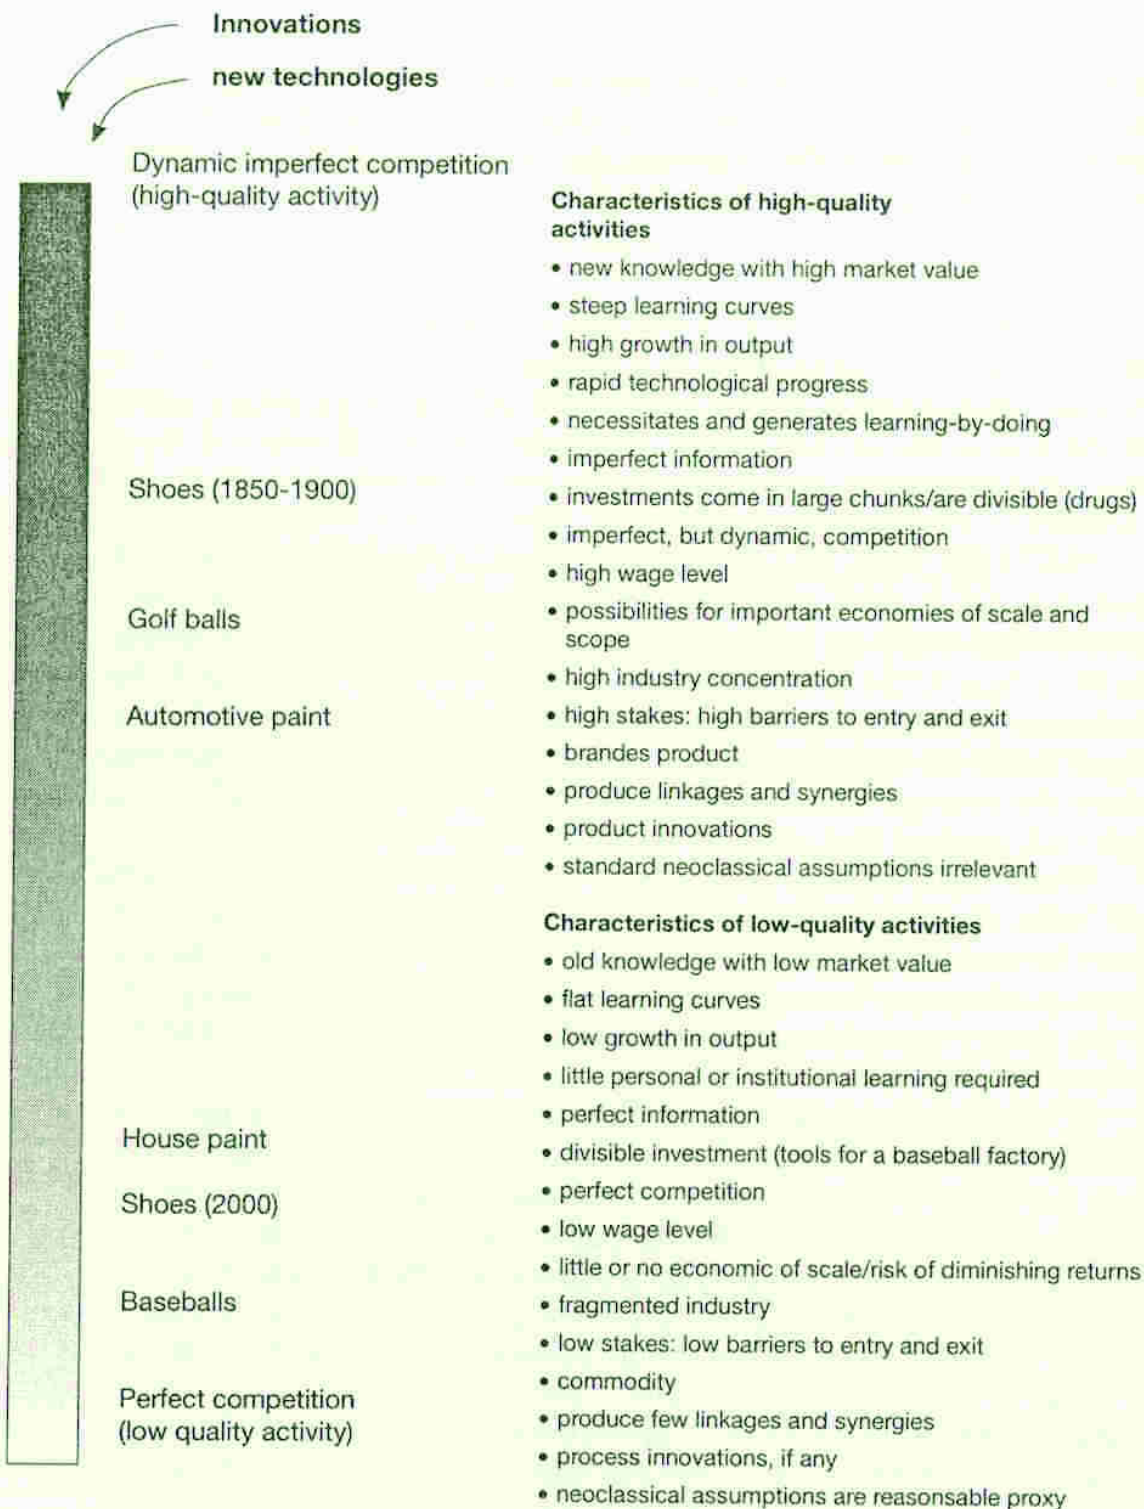 Innovations
new technologies
Dynamic imperfect competition
(high-quality activity)
Shoes (1850-1900)
Golf balls
Automotive paint
House paint
Shoes (2000)
Baseballs
Perfect competition
(low quality activity)
Characteristics of high-quality
activities
• new knowledge with high market value
• steep learning curves
• high growth in output
• rapid technological progress
• necessitates and generates learning-by-doing
• imperfect information
• investments come in large chunks/are divisible (drugs)
• imperfect, but dynamic, competition
• high wage level
• possibilities for important economies of scale and
scope
• high industry concentration
• high stakes: high barriers to entry and exit
• brandes product
• produce linkages and synergies
• product innovations
• standard neoclassical assumptions irrelevant
Characteristics of low-quality activities
• old knowledge with low market value
• flat learning curves
• low growth in output
• little personal or institutional learning required
• perfect information
• divisible investment (tools for a baseball factory)
• perfect competition
• low wage level
• little or no economic of scale/risk of diminishing returns
• fragmented industry
• low stakes: low barriers to entry and exit
• commodity
• produce few linkages and synergies
• process innovations, if any
• neoclassical assumptions are reasonsable proxy